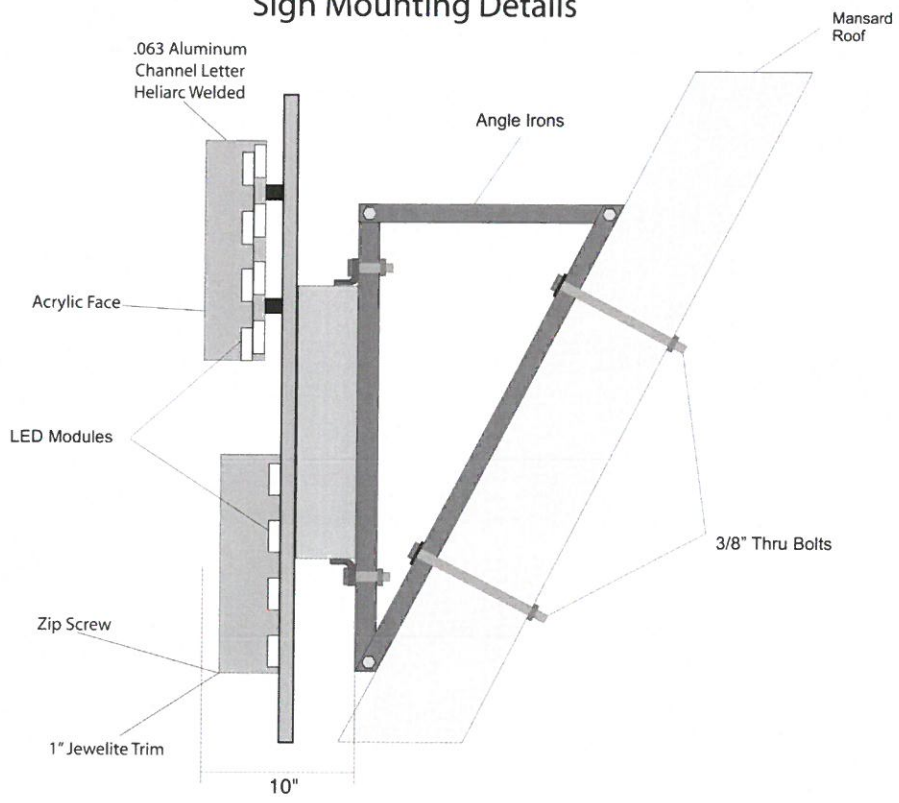 Sign Mounting Details
Mansard
Roof
.063 Aluminum
Channel Letter
Heliarc Welded
Angle Irons
Acrylic Face
LED Modules
3/8" Thru Bolts
Zip Screw
1" Jewelite Trim
10"